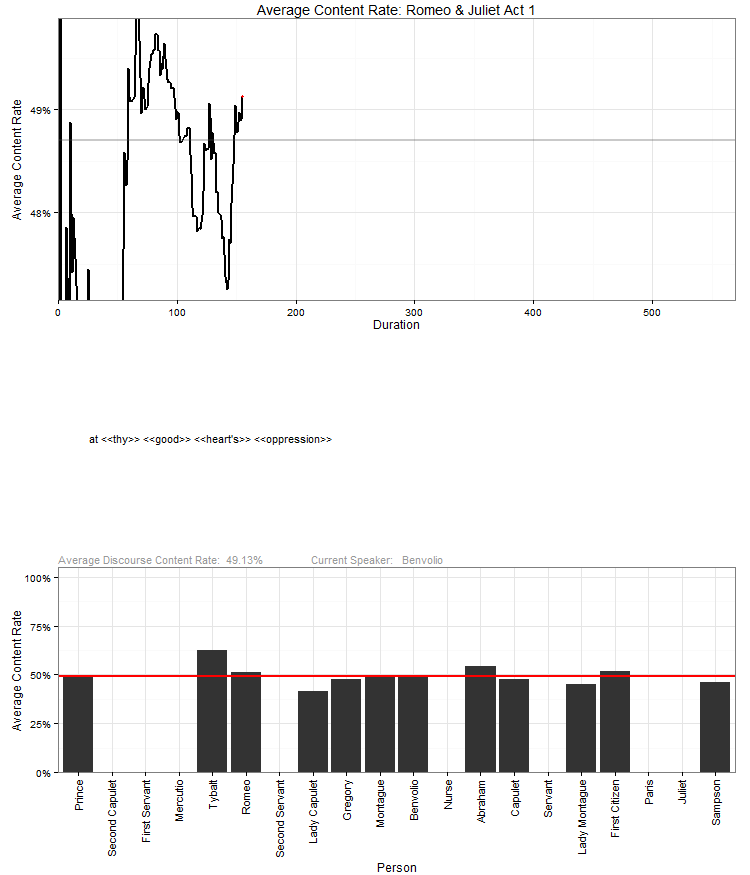 Average Content Rate: Romeo & Juliet Act 1
Average Content Rate
49%
48%
0 100 200 300 400 500
Duration
at <<thy>> <<good>> <<heart's>> <<oppression>>
Average Discourse Content Rate: 49.13% Current Speaker: Benvolio
Average Content Rate
100%
75%
50%
25%
0%
Prince
Second Capulet
First Servant
Mercutio
Tybalt
Romeo
Second Servant
Lady Capulet
Gregory
Montague
Benvolio
Nurse
Abraham
Capulet
Servant
Lady Montague
First Citizen
Paris
Juliet
Sampson
Person